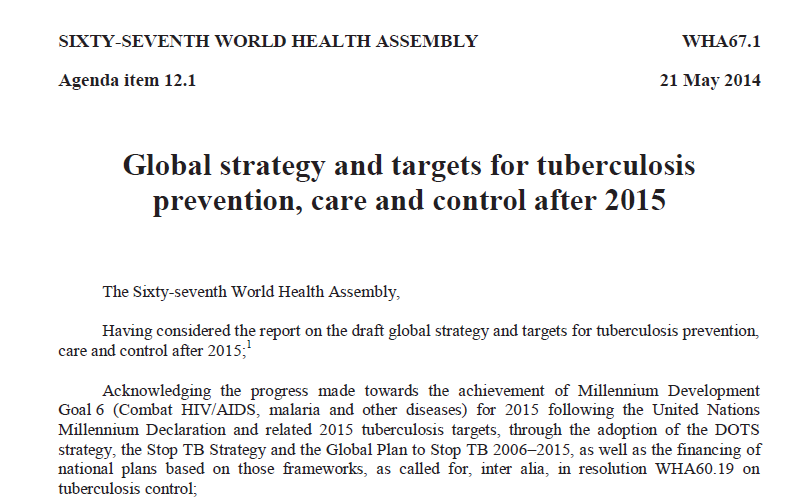 SIXTY-SEVENTH WORLD HEALTH ASSEMBLY WHA67.1
Agenda item 12.1 21 May 2014
Global strategy and targets for tuberculosis
prevention, care and control after 2015
The Sixty-seventh World Health Assembly,
Having considered the report on the draft global strategy and targets for tuberculosis prevention,
care and control after 2015;1
Acknowledging the progress made towards the achievement of Millennium Development
Goal 6 (Combat HIV/AIDS, malaria and other diseases) for 2015 following the United Nations
Millennium Declaration and related 2015 tuberculosis targets, through the adoption of the DOTS
strategy, the Stop TB Strategy and the Global Plan to Stop TB 2006–2015, as well as the financing of
national plans based on those frameworks, as called for, inter alia, in resolution WHA60.19 on
tuberculosis control;